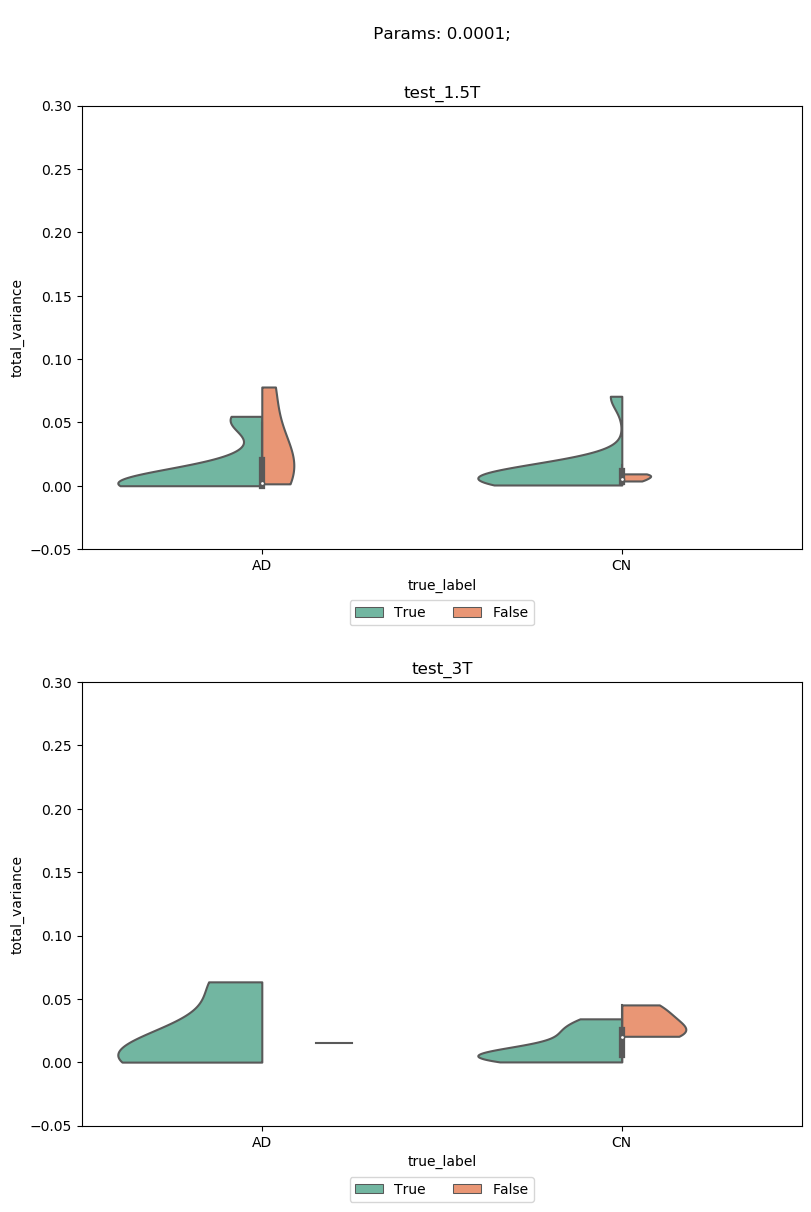 Params: 0.0001;
test_1.5T
0.30
0.25
0.20
0.15
0.10
0.05
0.00
−0.05
total_variance
AD CN
true_label
True False
test_3T
0.30
0.25
0.20
0.15
0.10
0.05
0.00
−0.05
total_variance
AD CN
true_label
True False